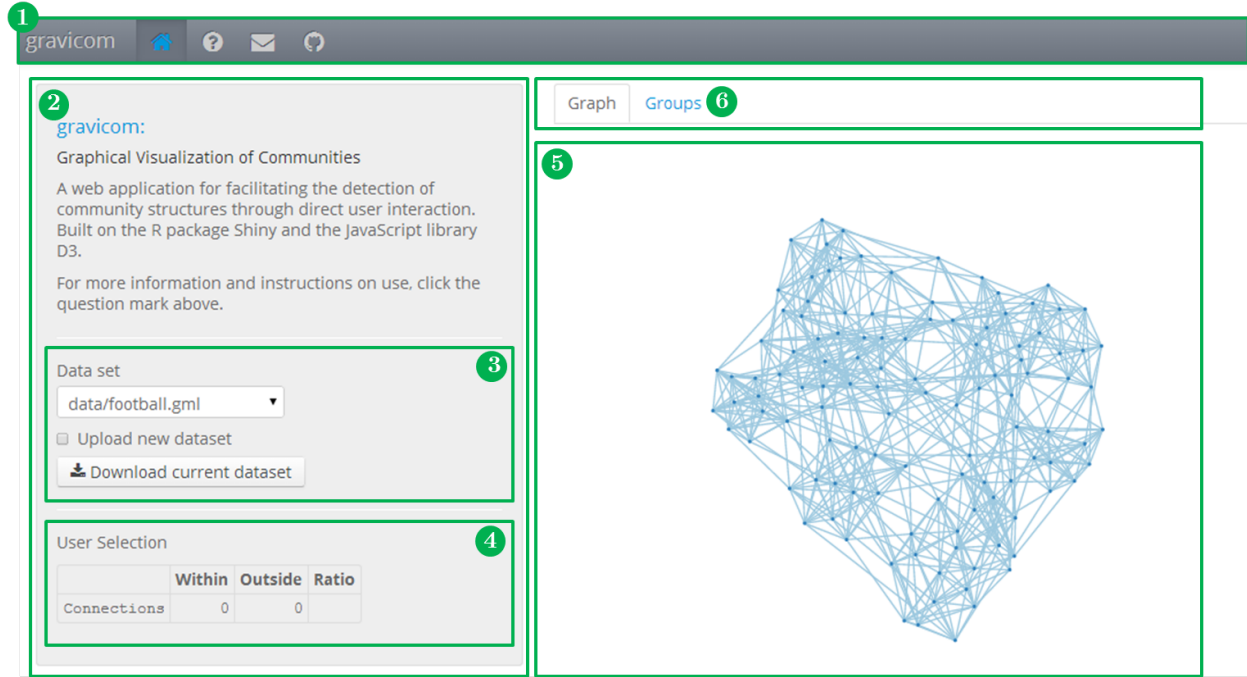 1
gravicom
2
gravicom:
Graphical Visualization of Communities
A web application for facilitating the detection of
community structures through direct user interaction.
Built on the R package Shiny and the JavaScript library
D3.
For more information and instructions on use, click the
question mark above.
3
Data set
data/football.gml
Upload new dataset
Download current dataset
4
User Selection
Within Outside Ratio
Connections 0 0
Graph Groups 6
5